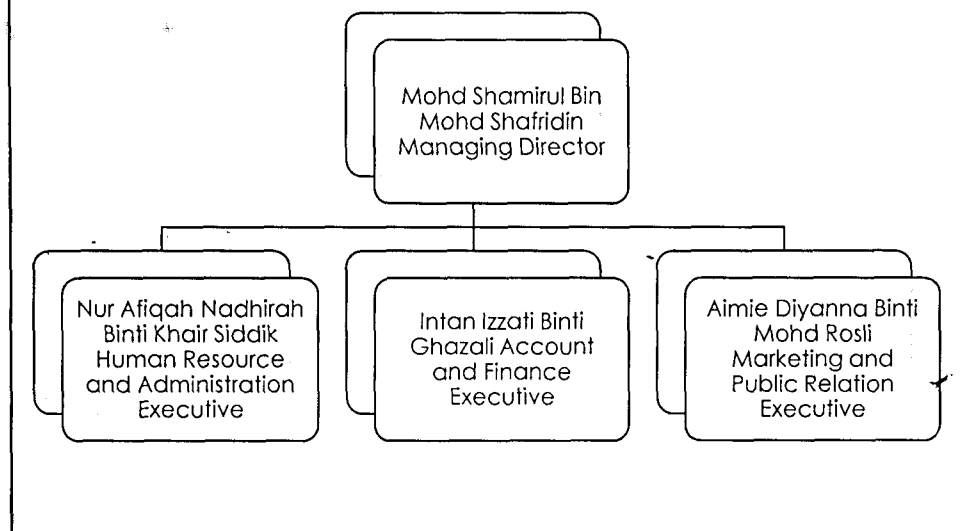 Mohd Shamirul Bin
Mohd Shafridin
Managing Director
Nur Afiqah Nadhirah
Binti Khair Siddik
Human Resource
and Administration
Executive
Intan Izzati Binti
Ghazali Account
and Finance
Executive
Aimie Diyanna Binti
Mohd Rosli
Marketing and
Public Relation
Executive